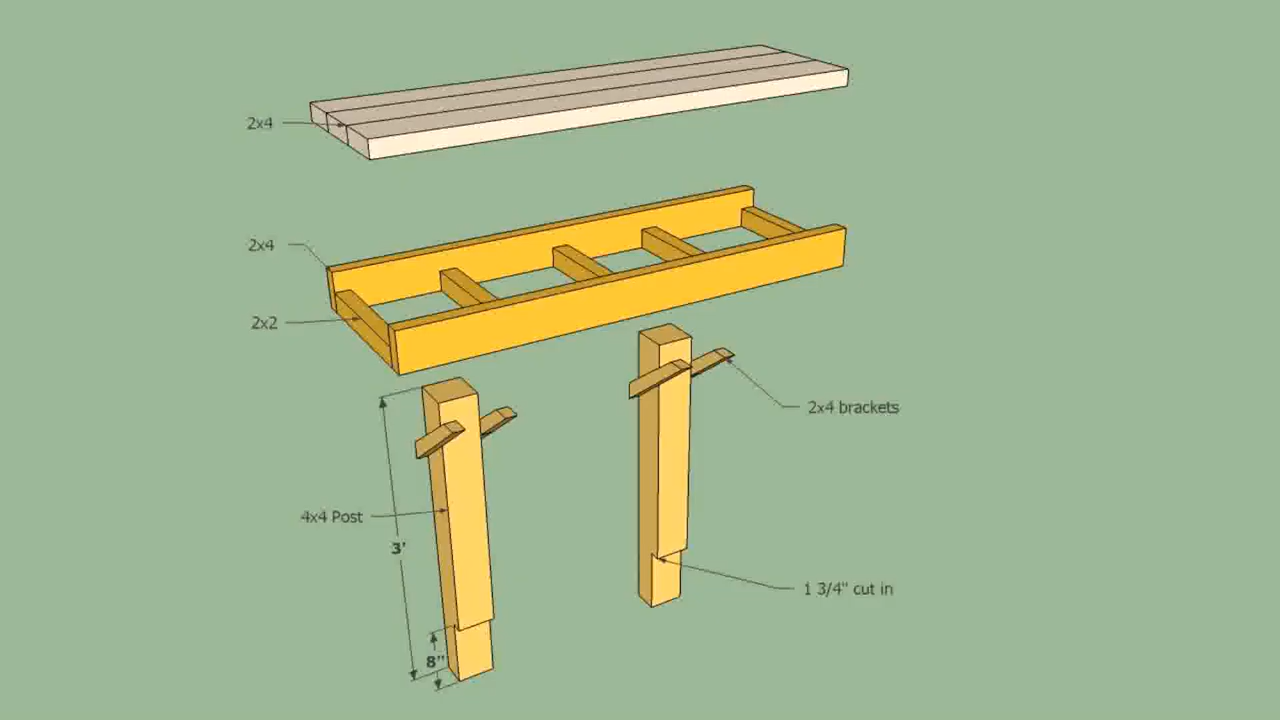 2x4
2x4
2x2
2x4 brackets
4x4 Post
3'
1 3/4" cut in
8"